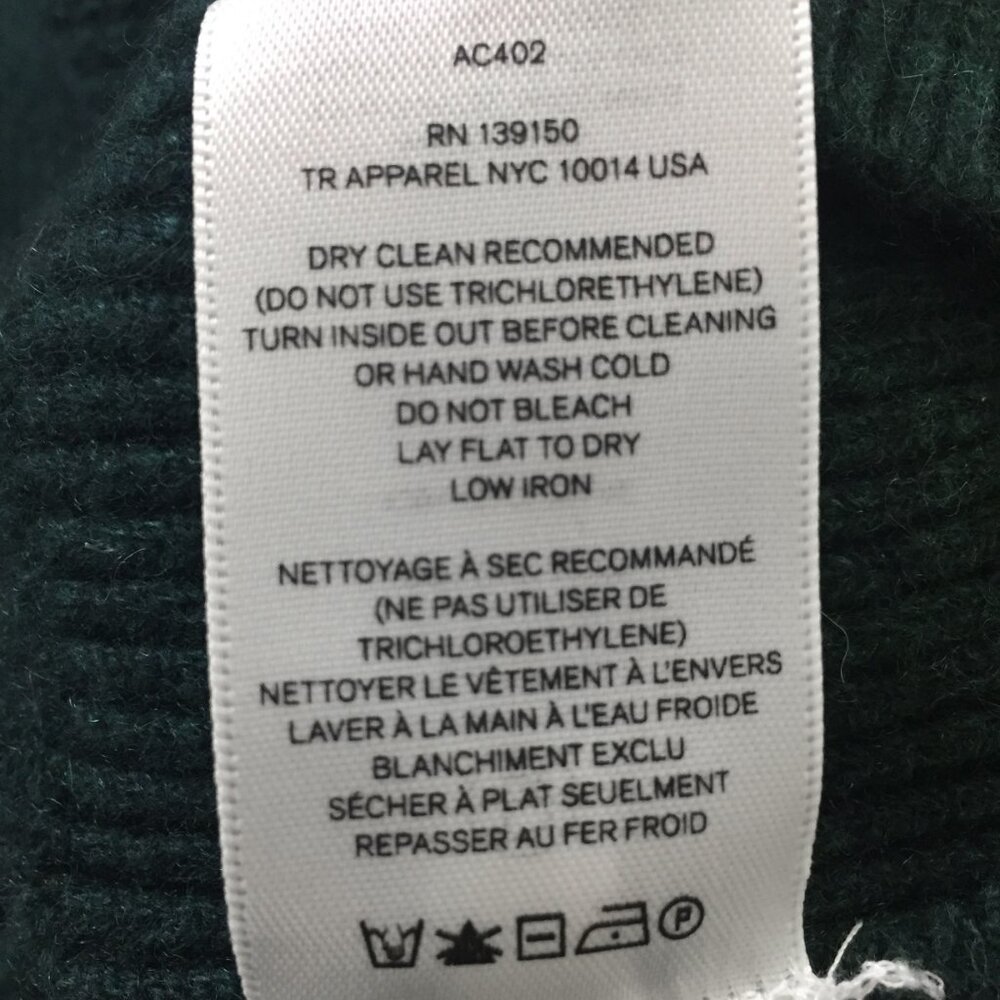 AC402
RN 139150
TR APPAREL NYC 10014 USA
DRY CLEAN RECOMMENDED
(DO NOT USE TRICHLORETHYLENE)
TURN INSIDE OUT BEFORE CLEANING
OR HAND WASH COLD
DO NOT BLEACH
LAY FLAT TO DRY
LOW IRON
NETTOYAGE À SEC RECOMMANDÉ
(NE PAS UTILISER DE
TRICHLOROETHYLENE)
NETTOYER LE VÊTEMENT À L'ENVERS
LAVER À LA MAIN À L'EAU FROIDE
BLANCHIMENT EXCLU
SÉCHER À PLAT SEUELMENT
REPASSER AU FER FROID
P